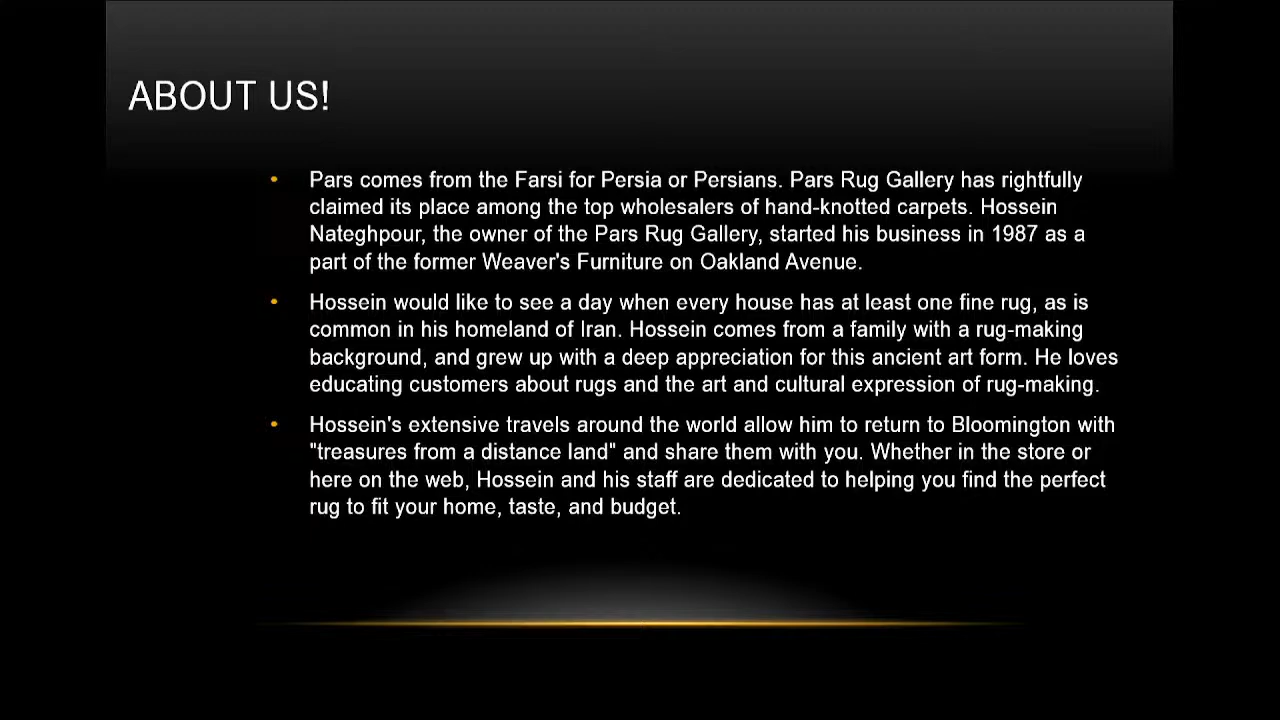 ABOUT US!
• Pars comes from the Farsi for Persia or Persians. Pars Rug Gallery has rightfully
claimed its place among the top wholesalers of hand-knotted carpets. Hossein
Nateghpour, the owner of the Pars Rug Gallery, started his business in 1987 as a
part of the former Weaver's Furniture on Oakland Avenue.
• Hossein would like to see a day when every house has at least one fine rug, as is
common in his homeland of Iran. Hossein comes from a family with a rug-making
background, and grew up with a deep appreciation for this ancient art form. He loves
educating customers about rugs and the art and cultural expression of rug-making.
• Hossein's extensive travels around the world allow him to return to Bloomington with
"treasures from a distance land" and share them with you. Whether in the store or
here on the web, Hossein and his staff are dedicated to helping you find the perfect
rug to fit your home, taste, and budget.